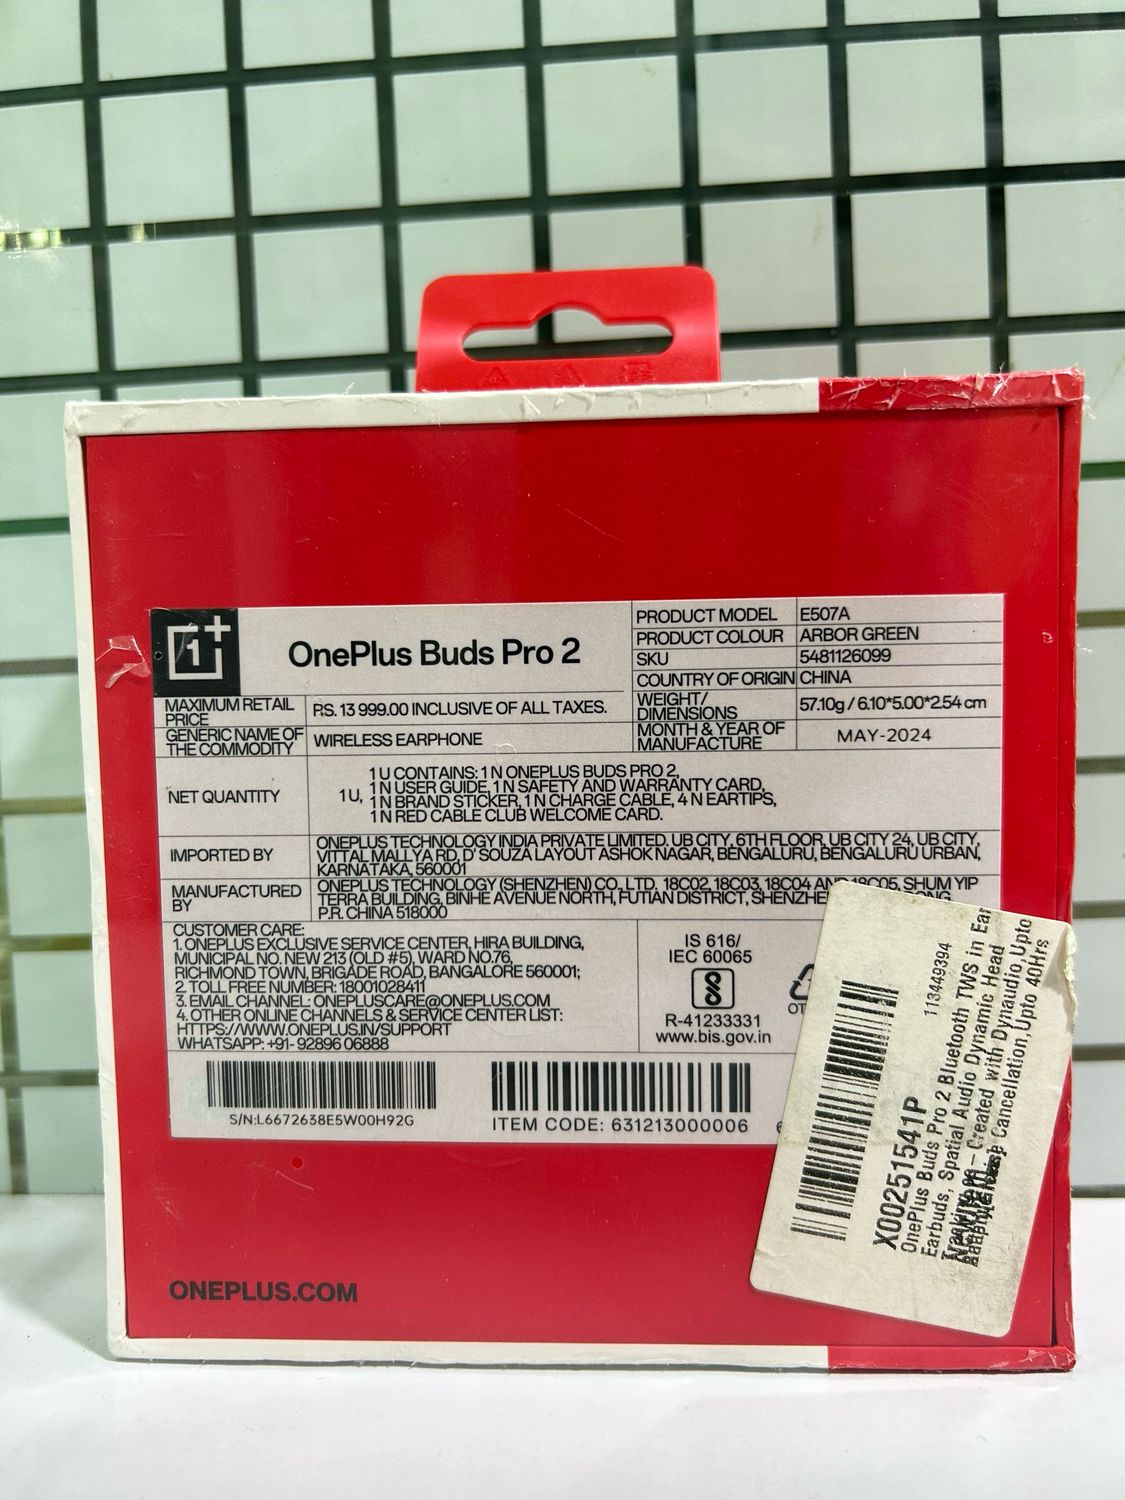 1+
OnePlus Buds Pro 2
PRODUCT MODEL E507A
PRODUCT COLOUR ARBOR GREEN
SKU 5481126099
COUNTRY OF ORIGIN CHINA
WEIGHT/
DIMENSIONS 57.10g / 6.10*5.00*2.54 cm
MONTH & YEAR OF
MANUFACTURE MAY-2024
MAXIMUM RETAIL
PRICE RS. 13 999.00 INCLUSIVE OF ALL TAXES.
GENERIC NAME OF
THE COMMODITY WIRELESS EARPHONE
NET QUANTITY 1 U,
1 U CONTAINS: 1 N ONEPLUS BUDS PRO 2,
1 N USER GUIDE, 1 N SAFETY AND WARRANTY CARD,
1 N BRAND STICKER, 1 N CHARGE CABLE, 4 N EARTIPS,
1 N RED CABLE CLUB WELCOME CARD.
IMPORTED BY
ONEPLUS TECHNOLOGY INDIA PRIVATE LIMITED. UB CITY, 6TH FLOOR, UB CITY 24, UB CITY,
VITTAL MALLYA RD, D' SOUZA LAYOUT ASHOK NAGAR, BENGALURU, BENGALURU URBAN,
KARNATAKA, 560001
MANUFACTURED
BY
ONEPLUS TECHNOLOGY (SHENZHEN) CO., LTD. 18C02, 18C03, 18C04 AND 18C05, SHUM YIP
TERRA BUILDING, BINHE AVENUE NORTH, FUTIAN DISTRICT,
P.R. CHINA 518000
CUSTOMER CARE:
1. ONEPLUS EXCLUSIVE SERVICE CENTER, HIRA BUILDING,
MUNICIPAL NO. NEW 213 (OLD #5), WARD NO.76,
RICHMOND TOWN, BRIGADE ROAD, BANGALORE 560001;
2. TOLL FREE NUMBER: 18001028411
3. EMAIL CHANNEL: ONEPLUSCARE@ONEPLUS.COM
4. OTHER ONLINE CHANNELS & SERVICE CENTER LIST:
HTTPS://WWW.ONEPLUS.IN/SUPPORT
WHATSAPP: +91- 92896 06888
IS 616/
IEC 60065
R-41233331
www.bis.gov.in
S/N:L6672638E5W00H92G
ITEM CODE: 631213000006
ONEPLUS.COM
11344939​4
X002515​41P
OnePlus Buds Pro 2 Bluetooth TWS in Ear
Earbuds, Spatial Audio Dynamic Head
Created with Dynaudio,Upto
Cancellation,Upto 40Hrs